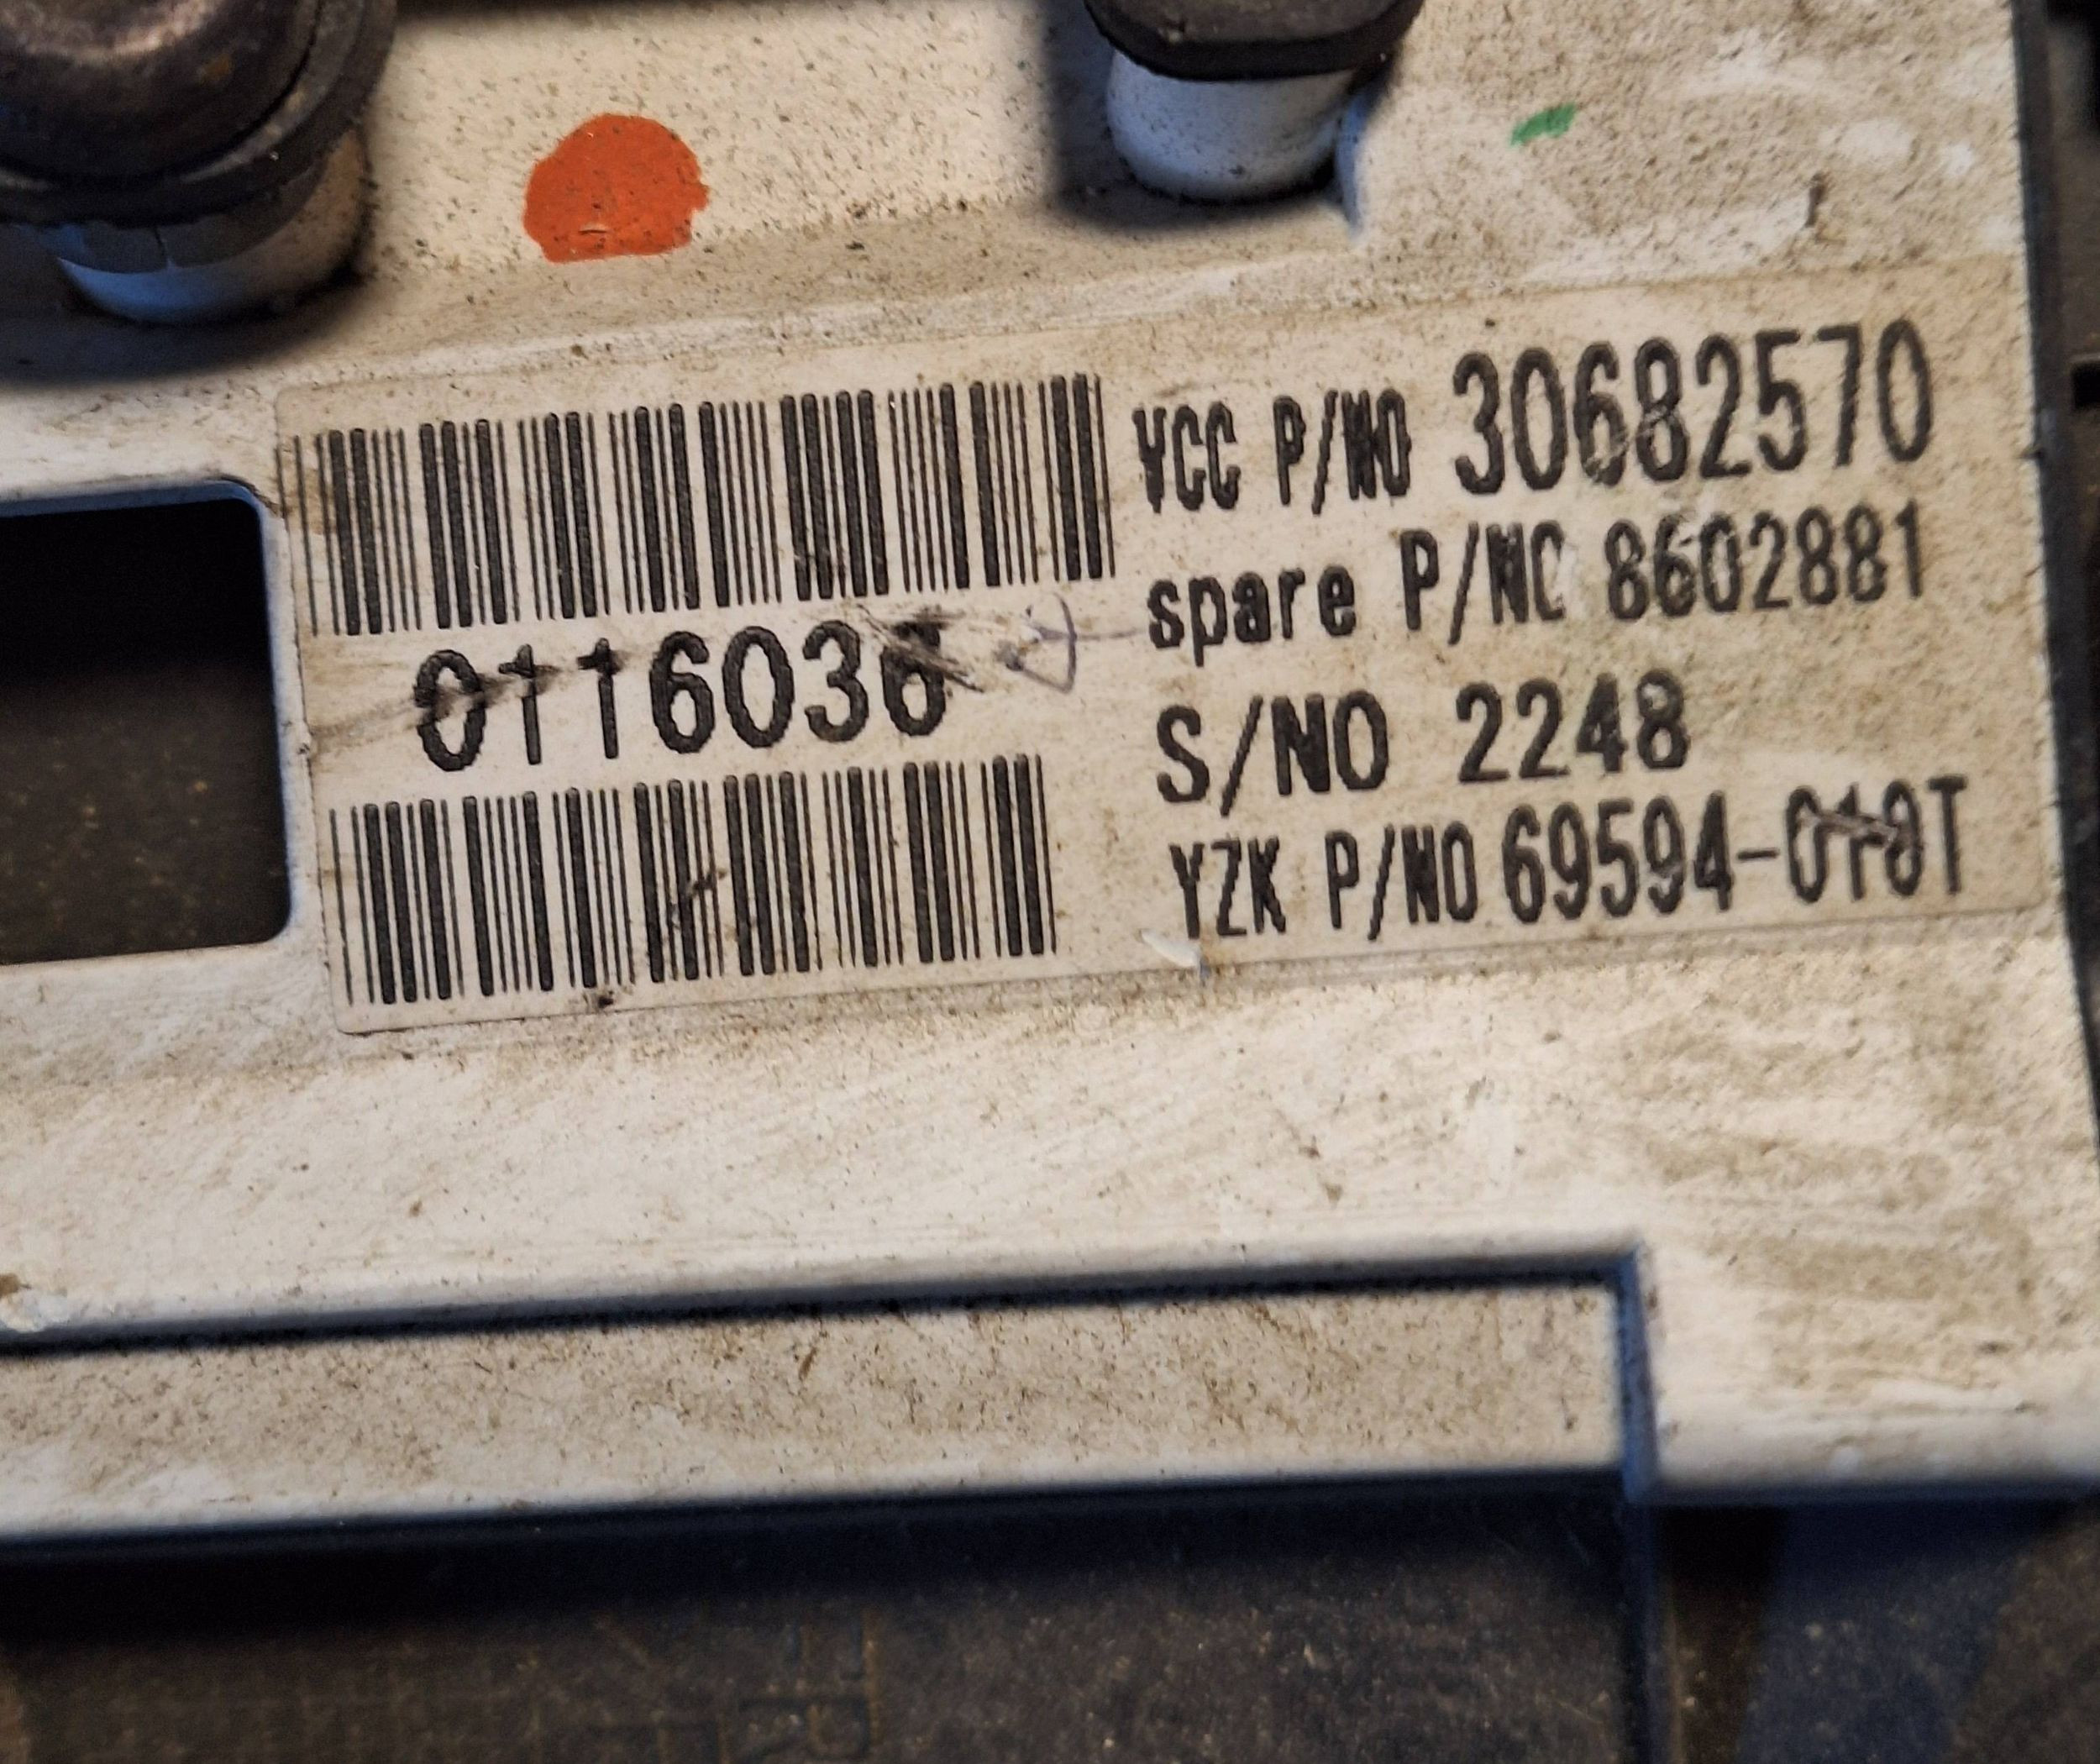 VCC P/NO 30682570
spare P/NO 8602881
0116036
S/NO 2248
YZK P/NO 69594-010T